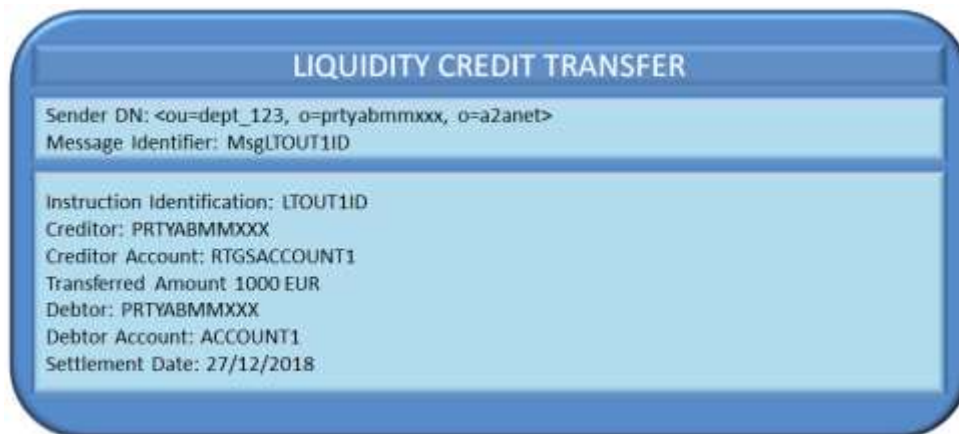 LIQUIDITY CREDIT TRANSFER
Sender DN: <ou=dept_123, o=prtyabmmxxx, o=a2anet>
Message Identifier: MsgLTOUT1ID
Instruction Identification: LTOUT1ID
Creditor: PRTYABMMXXX
Creditor Account: RTGSACCOUNT1
Transferred Amount 1000 EUR
Debtor: PRTYABMMXXX
Debtor Account: ACCOUNT1
Settlement Date: 27/12/2018